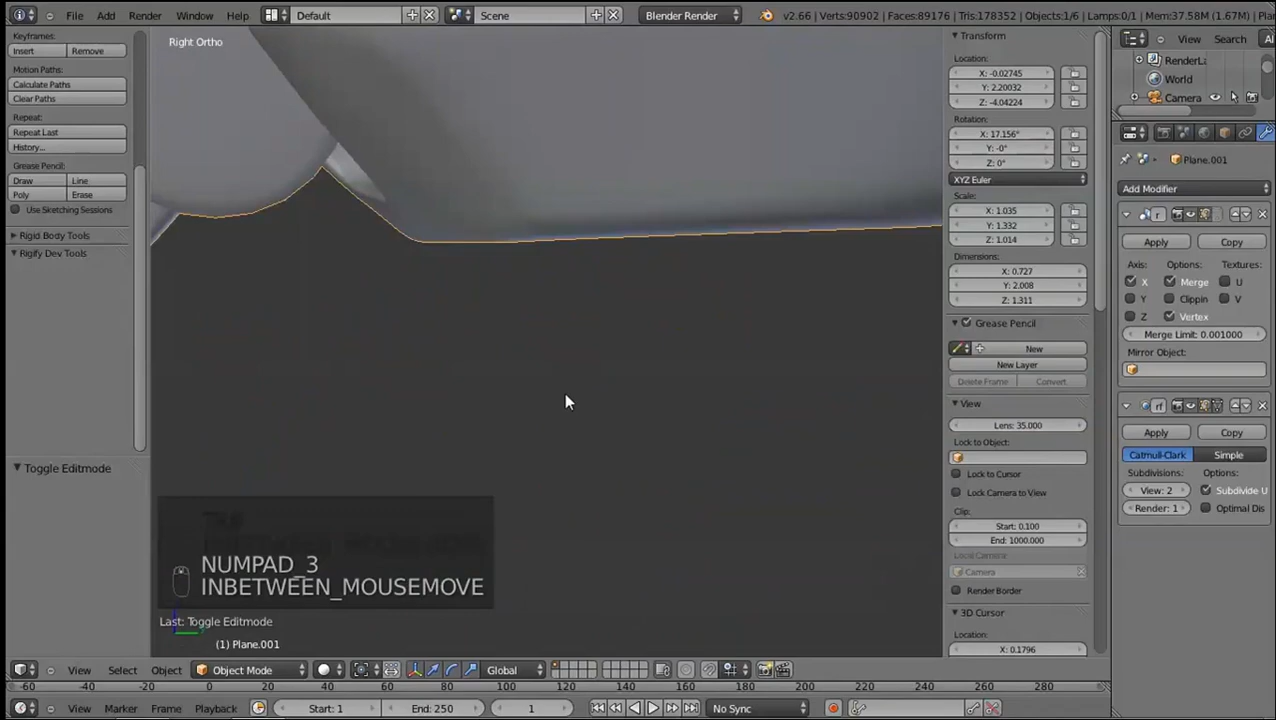 File Add Render Window Help Default Scene Blender Render v2.66 | Verts:90902 | Faces:89176 | Tris:178352 | Objects:1/6 | Lamps:0/1 | Mem:37.58M (1.67M) | Plan
Keyframes:
Insert Remove
Motion Paths:
Calculate Paths
Clear Paths
Repeat:
Repeat Last
History...
Grease Pencil:
Draw Line
Poly Erase
Use Sketching Sessions
Rigid Body Tools
Rigify Dev Tools
Toggle Editmode
Right Ortho
NUMPAD_3
INBETWEEN_MOUSEMOVE
Last: Toggle Editmode
(1) Plane.001
Transform
Location:
X: -0.02745
Y: 2.20032
Z: -4.04224
Rotation:
X: 17.156°
Y: -0°
Z: 0°
XYZ Euler
Scale:
X: 1.035
Y: 1.332
Z: 1.014
Dimensions:
X: 0.727
Y: 2.008
Z: 1.311
Grease Pencil
New
New Layer
Delete Frame Convert
View
Lens: 35.000
Lock to Object:
Lock to Cursor
Lock Camera to View
Clip:
Start: 0.100
End: 1000.000
Local Camera:
Camera
Render Border
3D Cursor
Location:
X: 0.1796
View Search Al
RenderLa
World
Camera
Plane.001
Add Modifier
Apply Copy
Axis: Options: Textures:
X Merge U
Y Clippin V
Z Vertex
Merge Limit: 0.001000
Mirror Object:
Apply Copy
Catmull-Clark Simple
Subdivisions: Options:
View: 2 Subdivide U
Render: 1 Optimal Dis
View Select Object Object Mode Global
-60 -40 -20 0 20 40 60 80 100 120 140 160 180 200 220 240 260 280
View Marker Frame Playback Start: 1 End: 250 1 No Sync